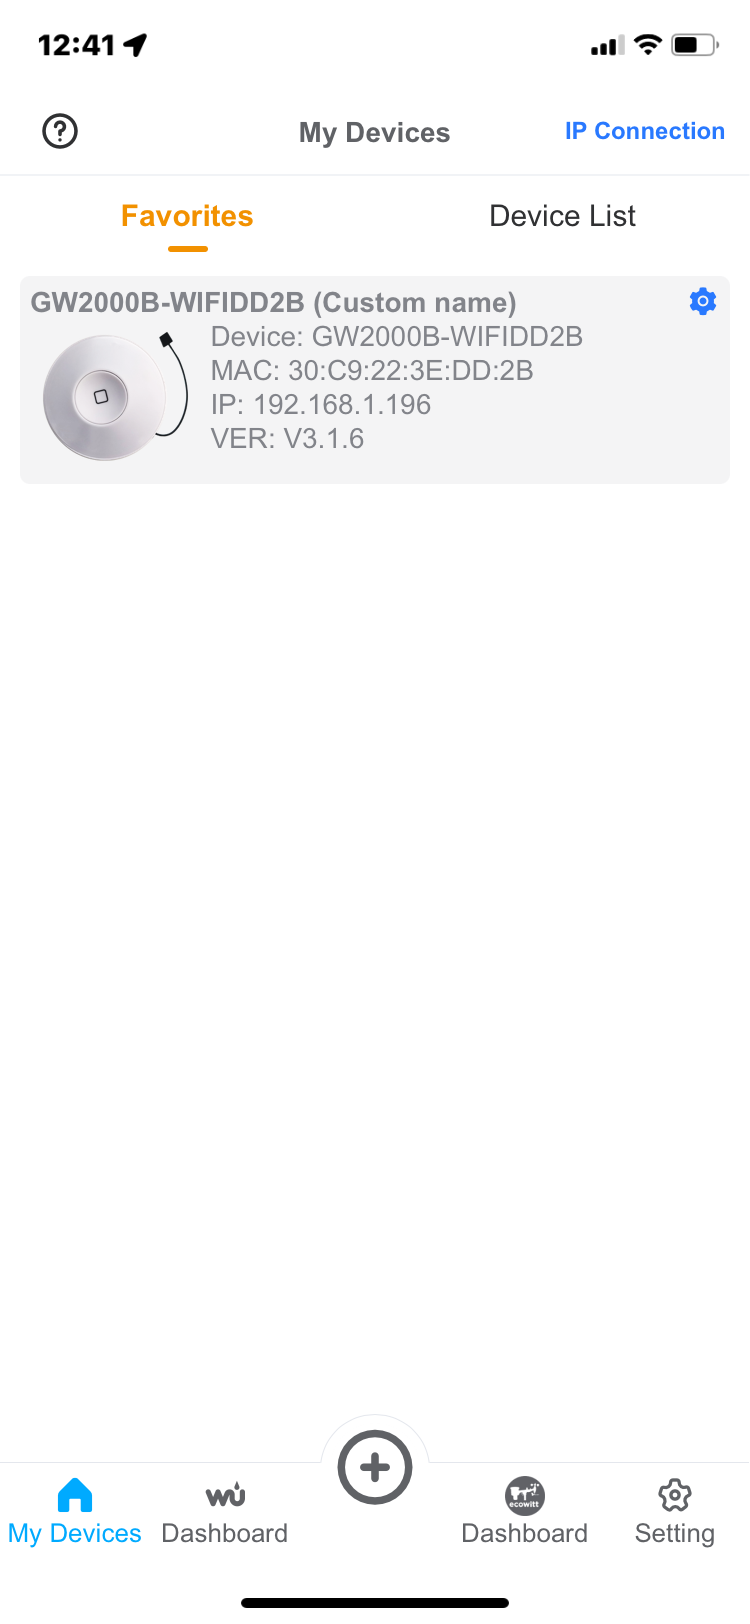 12:41
My Devices
IP Connection
Favorites
Device List
GW2000B-WIFIDD2B (Custom name)
Device: GW2000B-WIFIDD2B
MAC: 30:C9:22:3E:DD:2B
IP: 192.168.1.196
VER: V3.1.6
ecowitt
My Devices
Dashboard
Dashboard
Setting